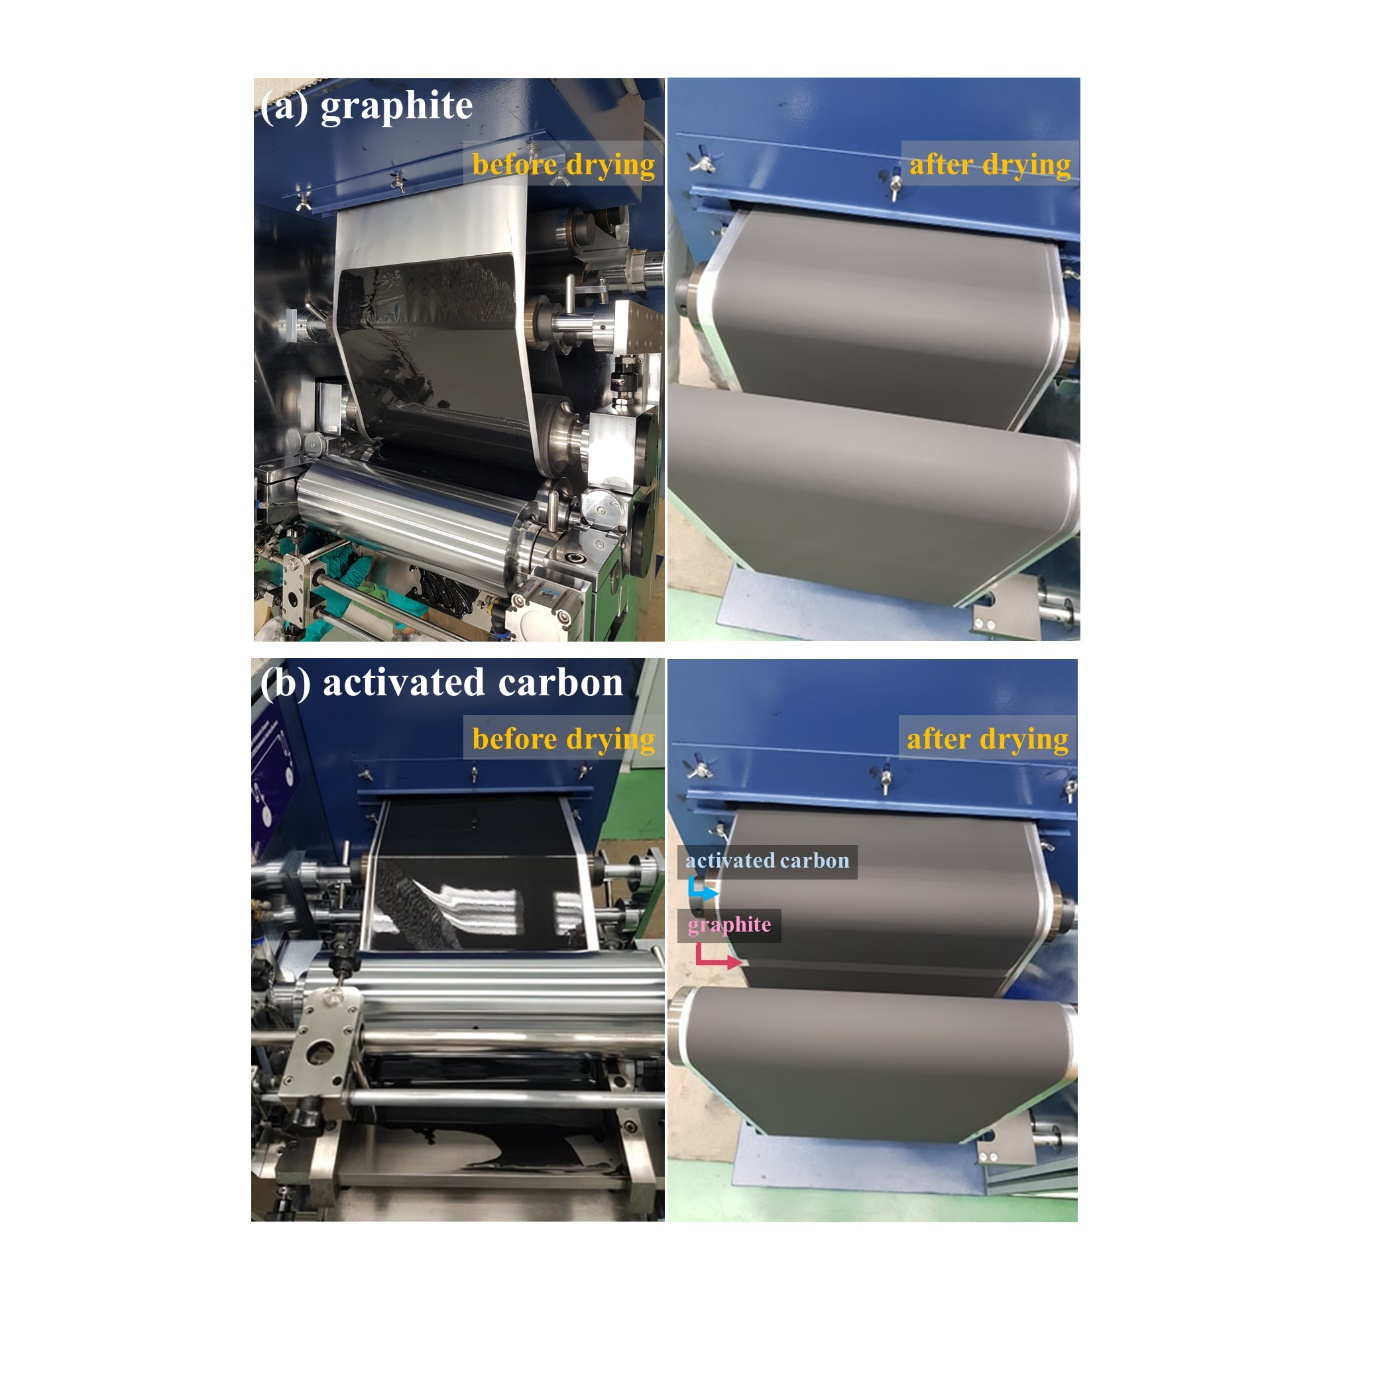 (a) graphite
before drying
after drying
(b) activated carbon
before drying
after drying
activated carbon
graphite